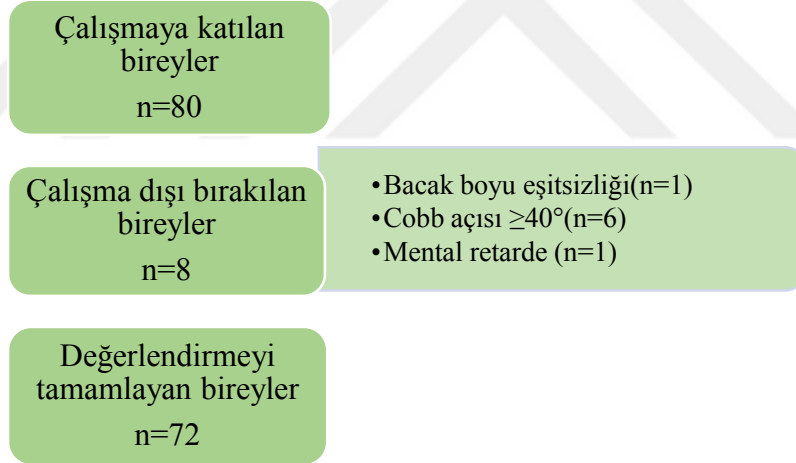 Çalışmaya katılan
bireyler
n=80
Çalışma dışı bırakılan
bireyler
n=8
•Bacak boyu eşitsizliği(n=1)
•Cobb açısı ≥40°(n=6)
•Mental retarde (n=1)
Değerlendirmeyi
tamamlayan bireyler
n=72